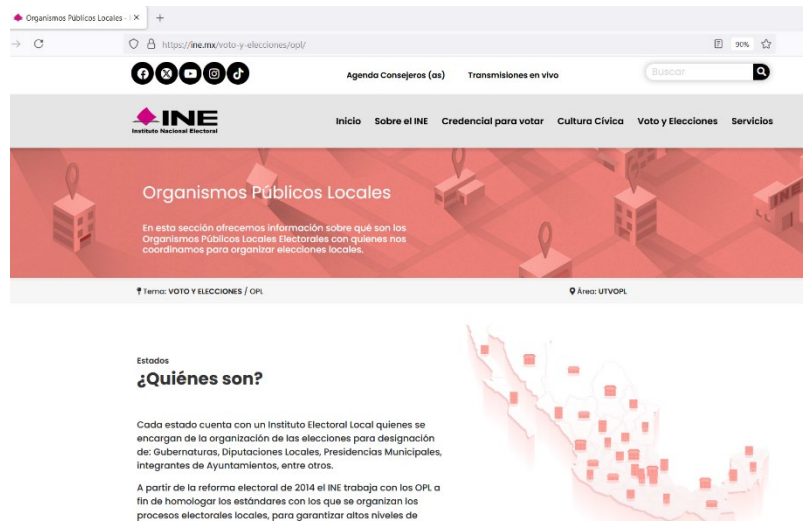 Organismos Públicos Locales -
https://ine.mx/voto-y-elecciones/opl/
90%
Agenda Consejeros (as) Transmisiones en vivo
Buscar
INE
Instituto Nacional Electoral
Inicio Sobre el INE Credencial para votar Cultura Cívica Voto y Elecciones Servicios
Organismos Públicos Locales
En esta sección ofrecemos información sobre qué son los
Organismos Públicos Locales Electorales con quienes nos
coordinamos para organizar elecciones locales.
INE
Tema: VOTO Y ELECCIONES / OPL
Área: UTVOPL
Estados
¿Quiénes son?
Cada estado cuenta con un Instituto Electoral Local quienes se
encargan de la organización de las elecciones para designación
de: Gubernaturas, Diputaciones Locales, Presidencias Municipales,
integrantes de Ayuntamientos, entre otros.
A partir de la reforma electoral de 2014 el INE trabaja con los OPL a
fin de homologar los estándares con los que se organizan los
procesos electorales locales, para garantizar altos niveles de